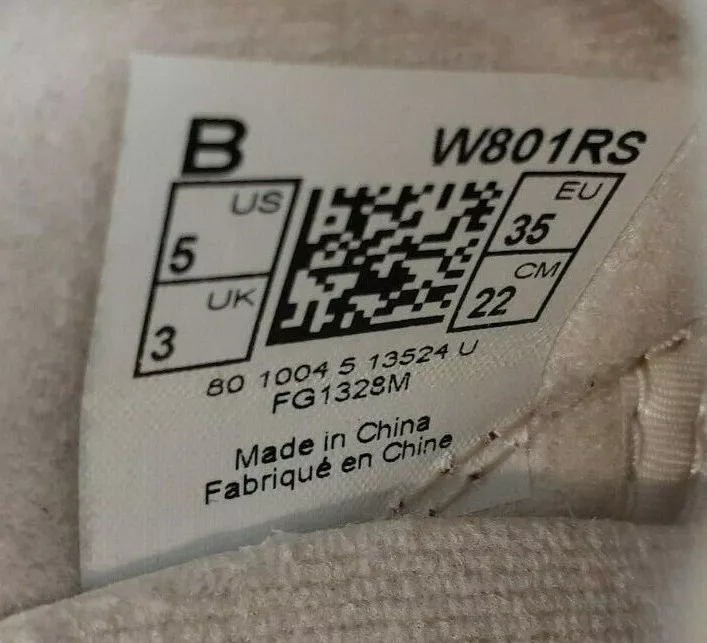 B W801RS
US EU
5 35
UK CM
3 22
80 1004 5 13524 U
FG1328M
Made in China
Fabriqué en Chine